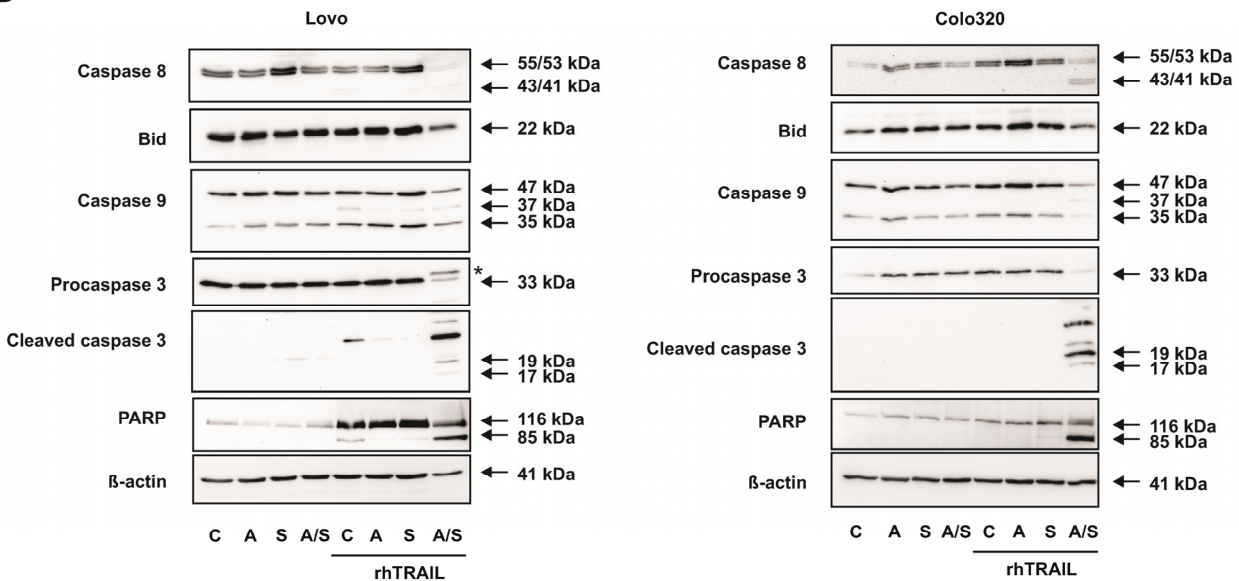 Lovo
Caspase 8
55/53 kDa
43/41 kDa
Bid
22 kDa
Caspase 9
47 kDa
37 kDa
35 kDa
*
Procaspase 3
33 kDa
Cleaved caspase 3
19 kDa
17 kDa
PARP
116 kDa
85 kDa
ß-actin
41 kDa
C A S A/S C A S A/S
rhTRAIL
Colo320
Caspase 8
55/53 kDa
43/41 kDa
Bid
22 kDa
Caspase 9
47 kDa
37 kDa
35 kDa
Procaspase 3
33 kDa
Cleaved caspase 3
19 kDa
17 kDa
PARP
116 kDa
85 kDa
ß-actin
41 kDa
C A S A/S C A S A/S
rhTRAIL